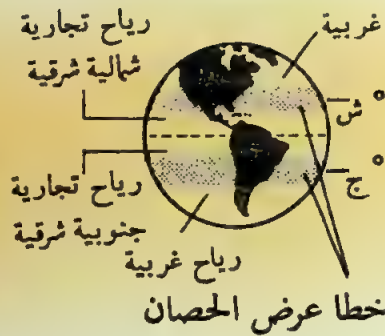 رياح تجارية
شمالية شرقية
غربية
°ش
°ج
رياح تجارية
جنوبية شرقية
رياح غربية
خطا عرض الحصان